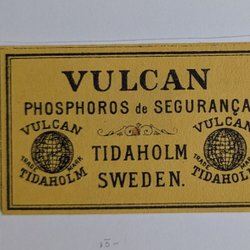 VULCAN
PHOSPHOROS de SEGURANÇA
VULCAN
TRADE MARK
TIDAHOLM
TIDAHOLM
SWEDEN.
VULCAN
TRADE MARK
TIDAHOLM
15-